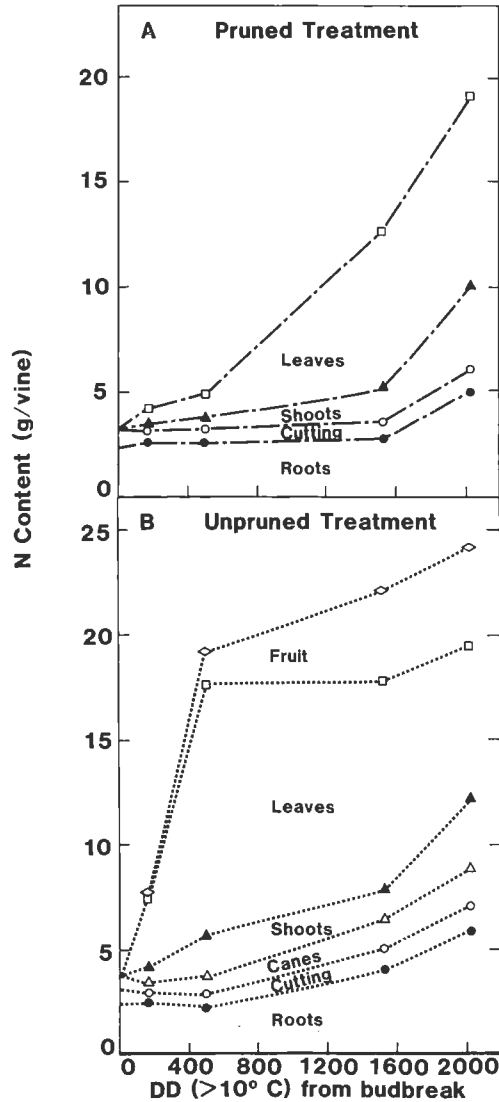 A Pruned Treatment
20
15
10
Leaves
5
Shoots
Cutting
Roots
0
N Content (g/vine)
B Unpruned Treatment
25
20
Fruit
15
Leaves
10
Shoots
5
Canes
Cutting
Roots
0
0 400 800 1200 1600 2000
DD (>10° C) from budbreak